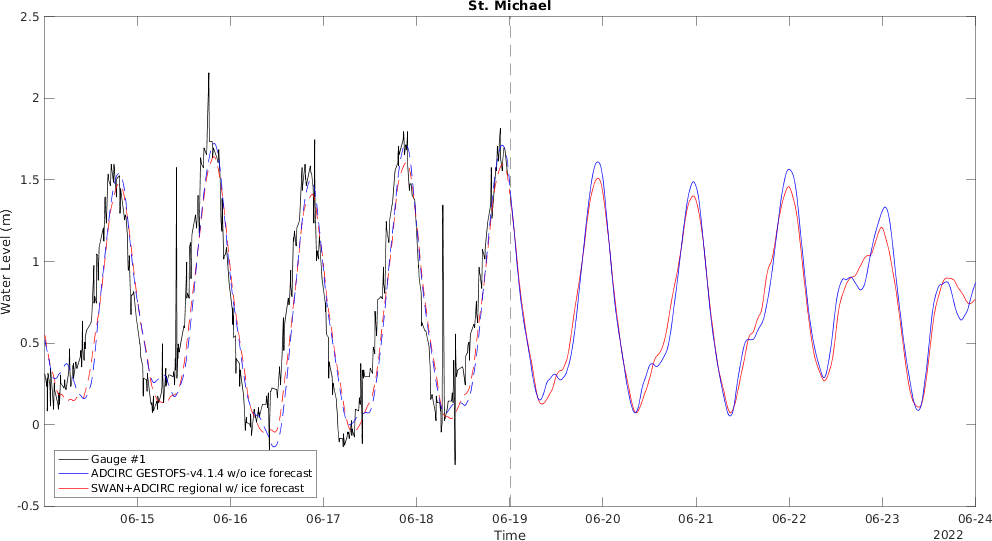 St. Michael
2.5
2
1.5
1
0.5
0
-0.5
Water Level (m)
Gauge #1
ADCIRC GESTOFS-v4.1.4 w/o ice forecast
SWAN+ADCIRC regional w/ ice forecast
06-15 06-16 06-17 06-18 06-19 06-20 06-21 06-22 06-23 06-24
Time
2022